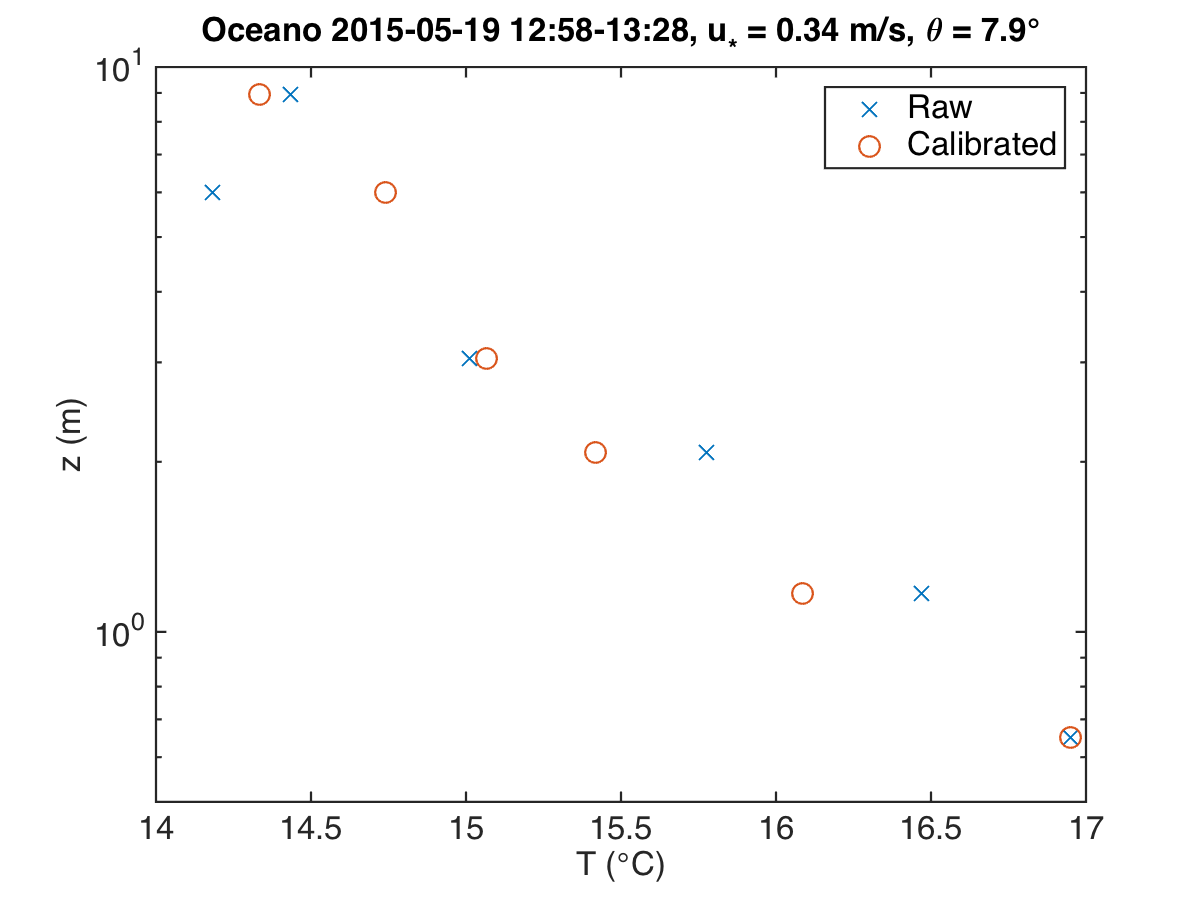 Oceano 2015-05-19 12:58-13:28, u* = 0.34 m/s, θ = 7.9°
10¹
Raw
Calibrated
z (m)
10⁰
14 14.5 15 15.5 16 16.5 17
T (°C)